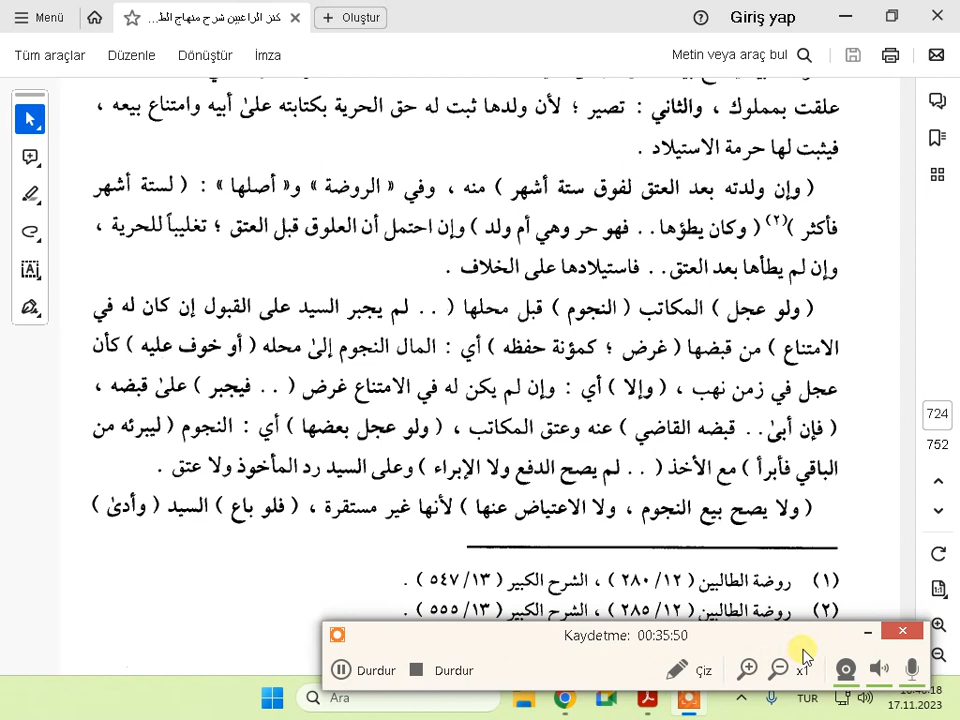 Menü
كنز الراغبين شرح منهاج الط...
Oluştur
Giriş yap
Tüm araçlar
Düzenle
Dönüştür
İmza
Metin veya araç bul
علقت بمملوك ، والثاني : تصير ؛ لأن ولدها ثبت له حق الحرية بكتابته علىٰ أبيه وامتناع بيعه ،
فيثبت لها حرمة الاستيلاد .
( وإن ولدته بعد العتق لفوق ستة أشهر ) منه ، وفي « الروضة » و« أصلها » : ( لستة أشهر
فأكثر )(٢) ( وكان يطؤها . . فهو حر وهي أم ولد ) وإن احتمل أن العلوق قبل العتق ؛ تغليباً للحرية ،
وإن لم يطأها بعد العتق . . فاستيلادها على الخلاف .
( ولو عجل ) المكاتب ( النجوم ) قبل محلها ( . . لم يجبر السيد على القبول إن كان له في
الامتناع ) من قبضها ( غرض ؛ كمؤنة حفظه ) أي : المال النجوم إلىٰ محله ( أو خوف عليه ) كأن
عجل في زمن نهب ، ( وإلا ) أي : وإن لم يكن له في الامتناع غرض ( . . فيجبر ) علىٰ قبضه ،
( فإن أبىٰ . . قبضه القاضي ) عنه وعتق المكاتب ، ( ولو عجل بعضها ) أي : النجوم ( ليبرئه من
الباقي فأبرأ ) مع الأخذ ( . . لم يصح الدفع ولا الإبراء ) وعلى السيد رد المأخوذ ولا عتق .
( ولا يصح بيع النجوم ، ولا الاعتياض عنها ) لأنها غير مستقرة ، ( فلو باع ) السيد ( وأدىٰ )
(١) روضة الطالبين ( ١٢/ ٢٨٠ ) ، الشرح الكبير ( ١٣/ ٥٤٧ ) .
(٢) روضة الطالبين ( ١٢/ ٢٨٥ ) ، الشرح الكبير ( ١٣/ ٥٥٥ ) .
724
752
Kaydetme: 00:35:50
Durdur
Durdur
Çiz
x1
Ara
TUR
17.11.2023